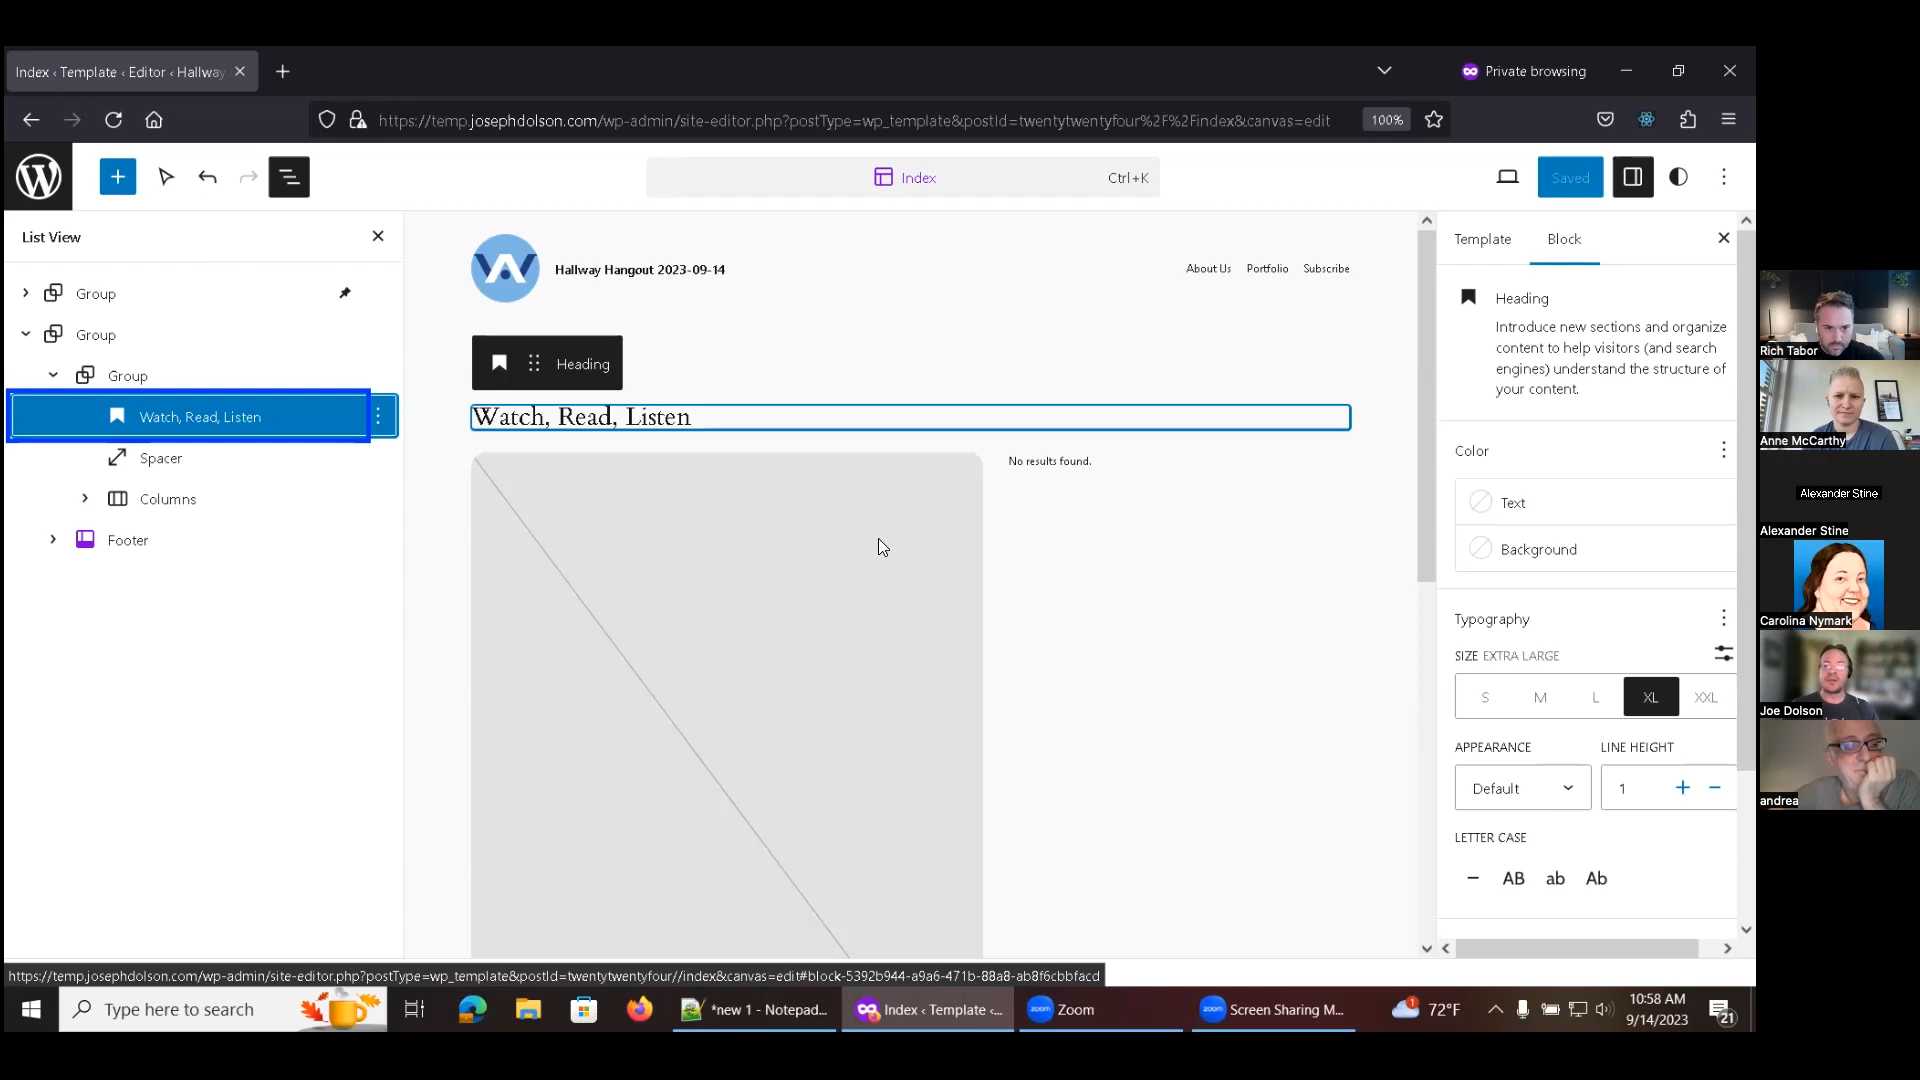 Index ‹ Template ‹ Editor ‹ Hallway
Private browsing
https://temp.josephdolson.com/wp-admin/site-editor.php?postType=wp_template&postId=twentytwentyfour%2F%2Findex&canvas=edit
100%
Index
Ctrl+K
Saved
List View
Group
Group
Group
Watch, Read, Listen
Spacer
Columns
Footer
Hallway Hangout 2023-09-14
About Us
Portfolio
Subscribe
Heading
Watch, Read, Listen
No results found.
Template
Block
Heading
Introduce new sections and organize
content to help visitors (and search
engines) understand the structure of
your content.
Color
Text
Background
Typography
SIZE EXTRA LARGE
S
M
L
XL
XXL
APPEARANCE
LINE HEIGHT
Default
1
LETTER CASE
AB
ab
Ab
Rich Tabor
Anne McCarthy
Alexander Stine
Alexander Stine
Carolina Nymark
Joe Dolson
andrea
https://temp.josephdolson.com/wp-admin/site-editor.php?postType=wp_template&postId=twentytwentyfour//index&canvas=edit#block-5392b944-a9a6-471b-88a8-ab8f6cbbfacd
Type here to search
*new 1 - Notepad...
Index ‹ Template ‹...
zoom
Zoom
zoom
Screen Sharing M...
1
72°F
10:58 AM
9/14/2023
21